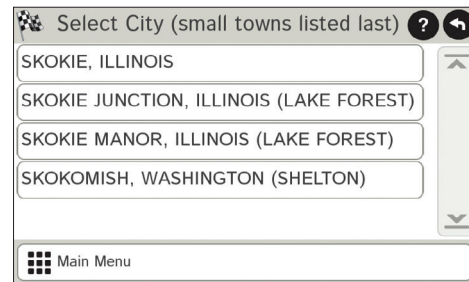 Select City (small towns listed last) ?
SKOKIE, ILLINOIS
SKOKIE JUNCTION, ILLINOIS (LAKE FOREST)
SKOKIE MANOR, ILLINOIS (LAKE FOREST)
SKOKOMISH, WASHINGTON (SHELTON)
Main Menu